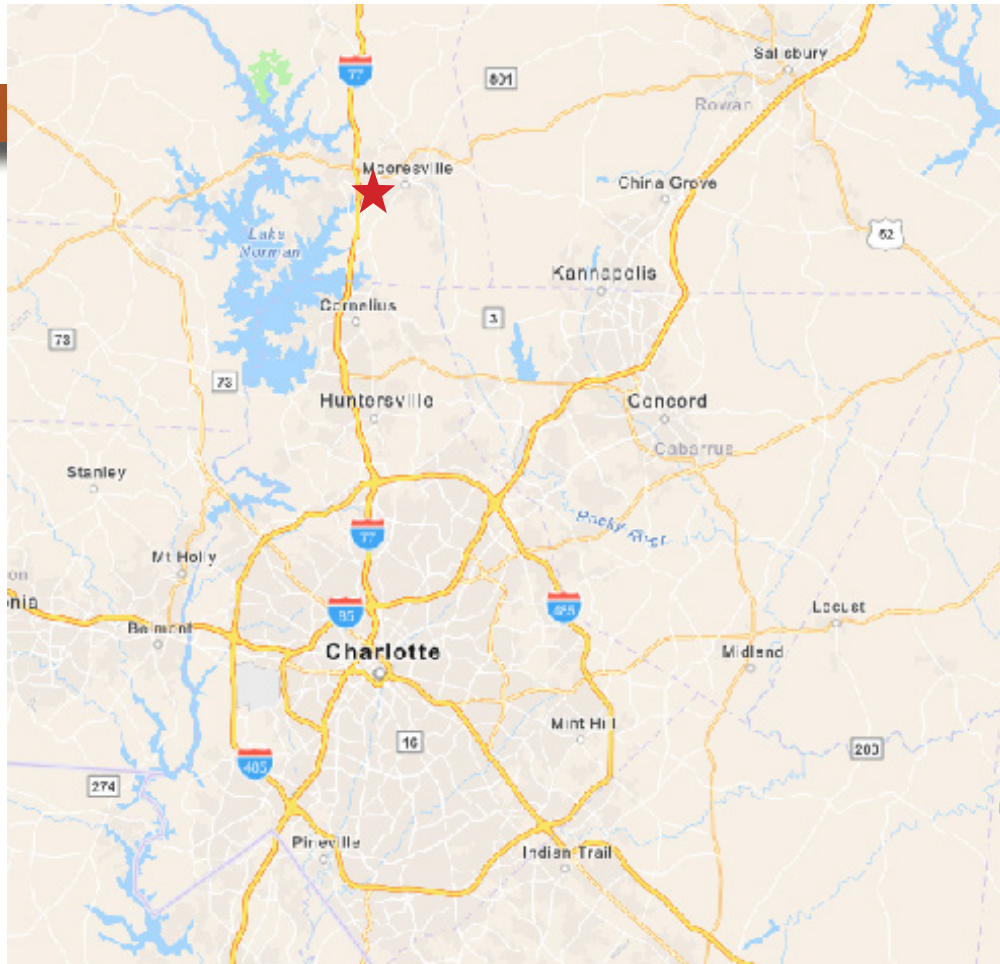 Salisbury
77
801
Rowan
Mooresville
China Grove
52
Lake
Norman
Kannapolis
Cornelius
3
73
73
Huntersville
Concord
Cabarrus
Stanley
Rocky River
77
Mt Holly
on
nia
85
485
Locust
Belmont
Charlotte
Midland
Mint Hill
16
200
485
274
Pineville
Indian Trail